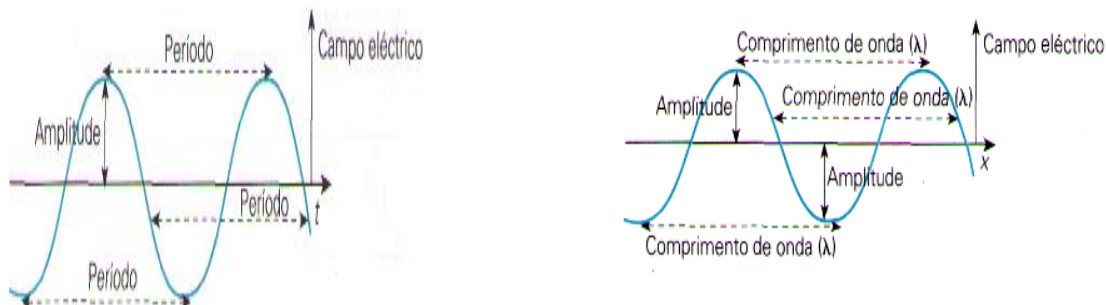 Período
Campo eléctrico
Amplitude
Período
t
Período
Comprimento de onda (λ)
Campo eléctrico
Comprimento de onda (λ)
Amplitude
x
Amplitude
Comprimento de onda (λ)